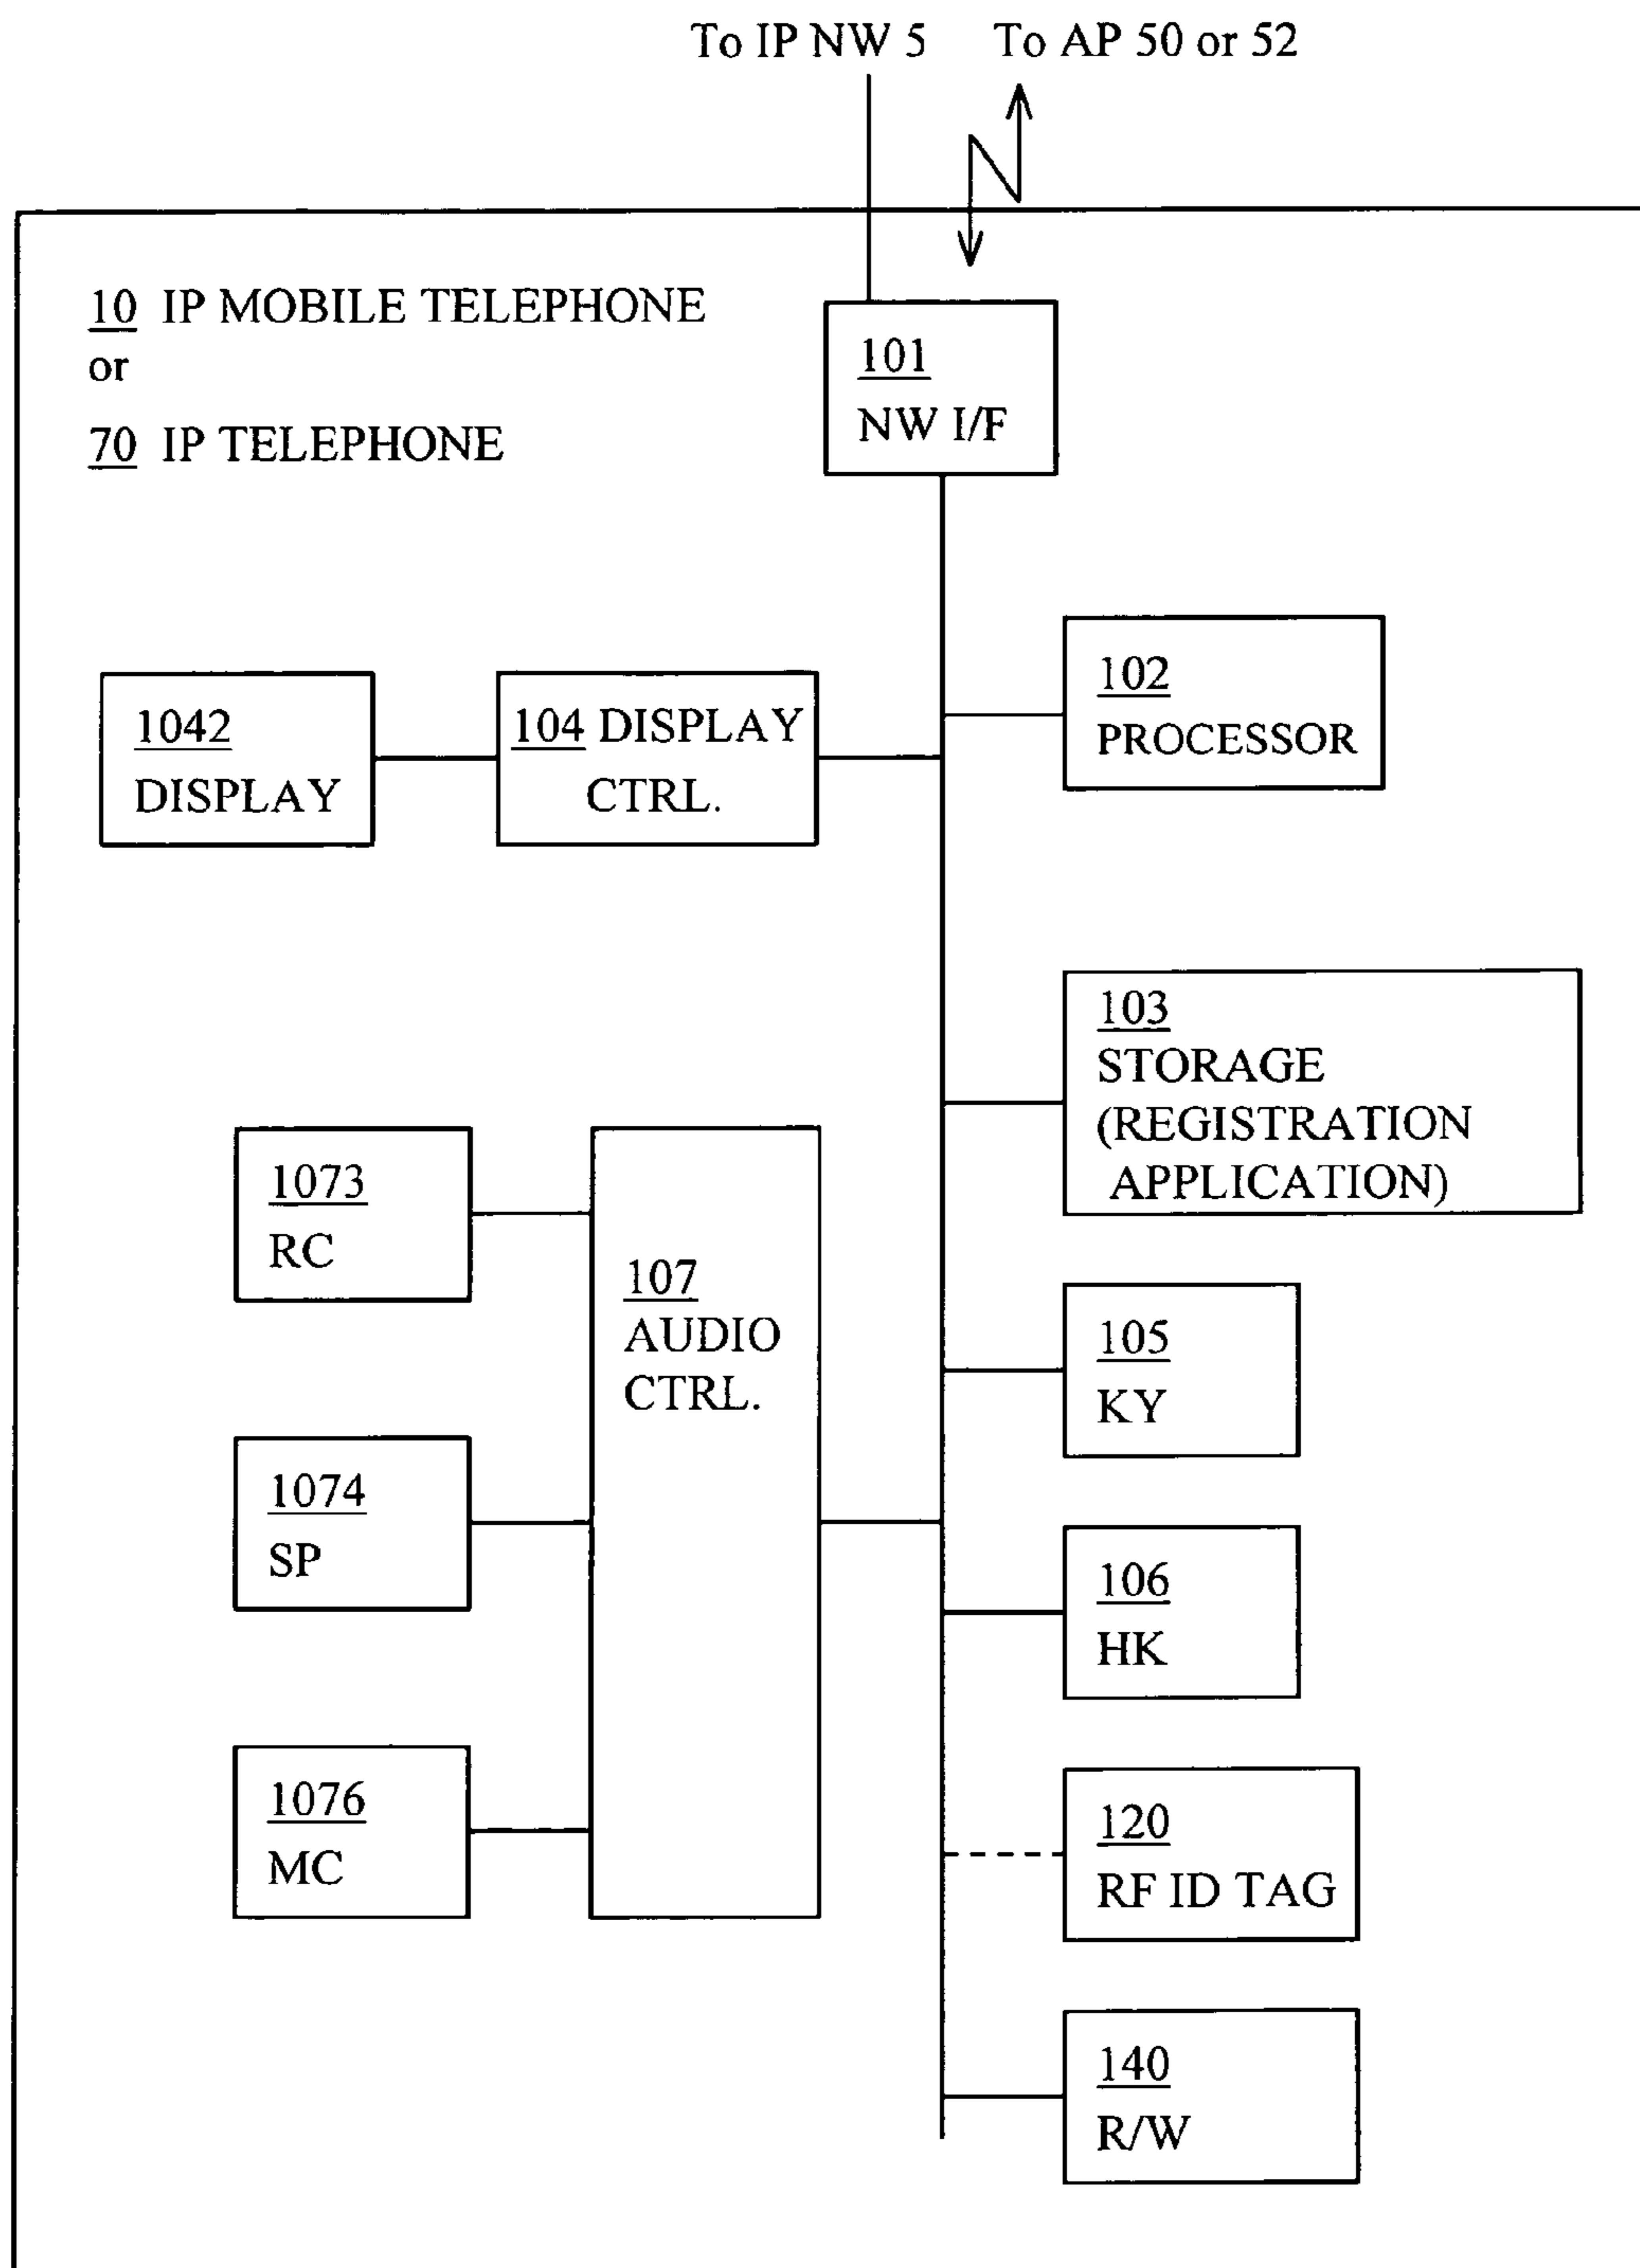 To IP NW 5 To AP 50 or 52
10 IP MOBILE TELEPHONE
or
70 IP TELEPHONE
101
NW I/F
102
PROCESSOR
1042
DISPLAY
104 DISPLAY
CTRL.
103
STORAGE
(REGISTRATION
APPLICATION)
1073
RC
107
AUDIO
CTRL.
105
KY
1074
SP
106
HK
1076
MC
120
RF ID TAG
140
R/W